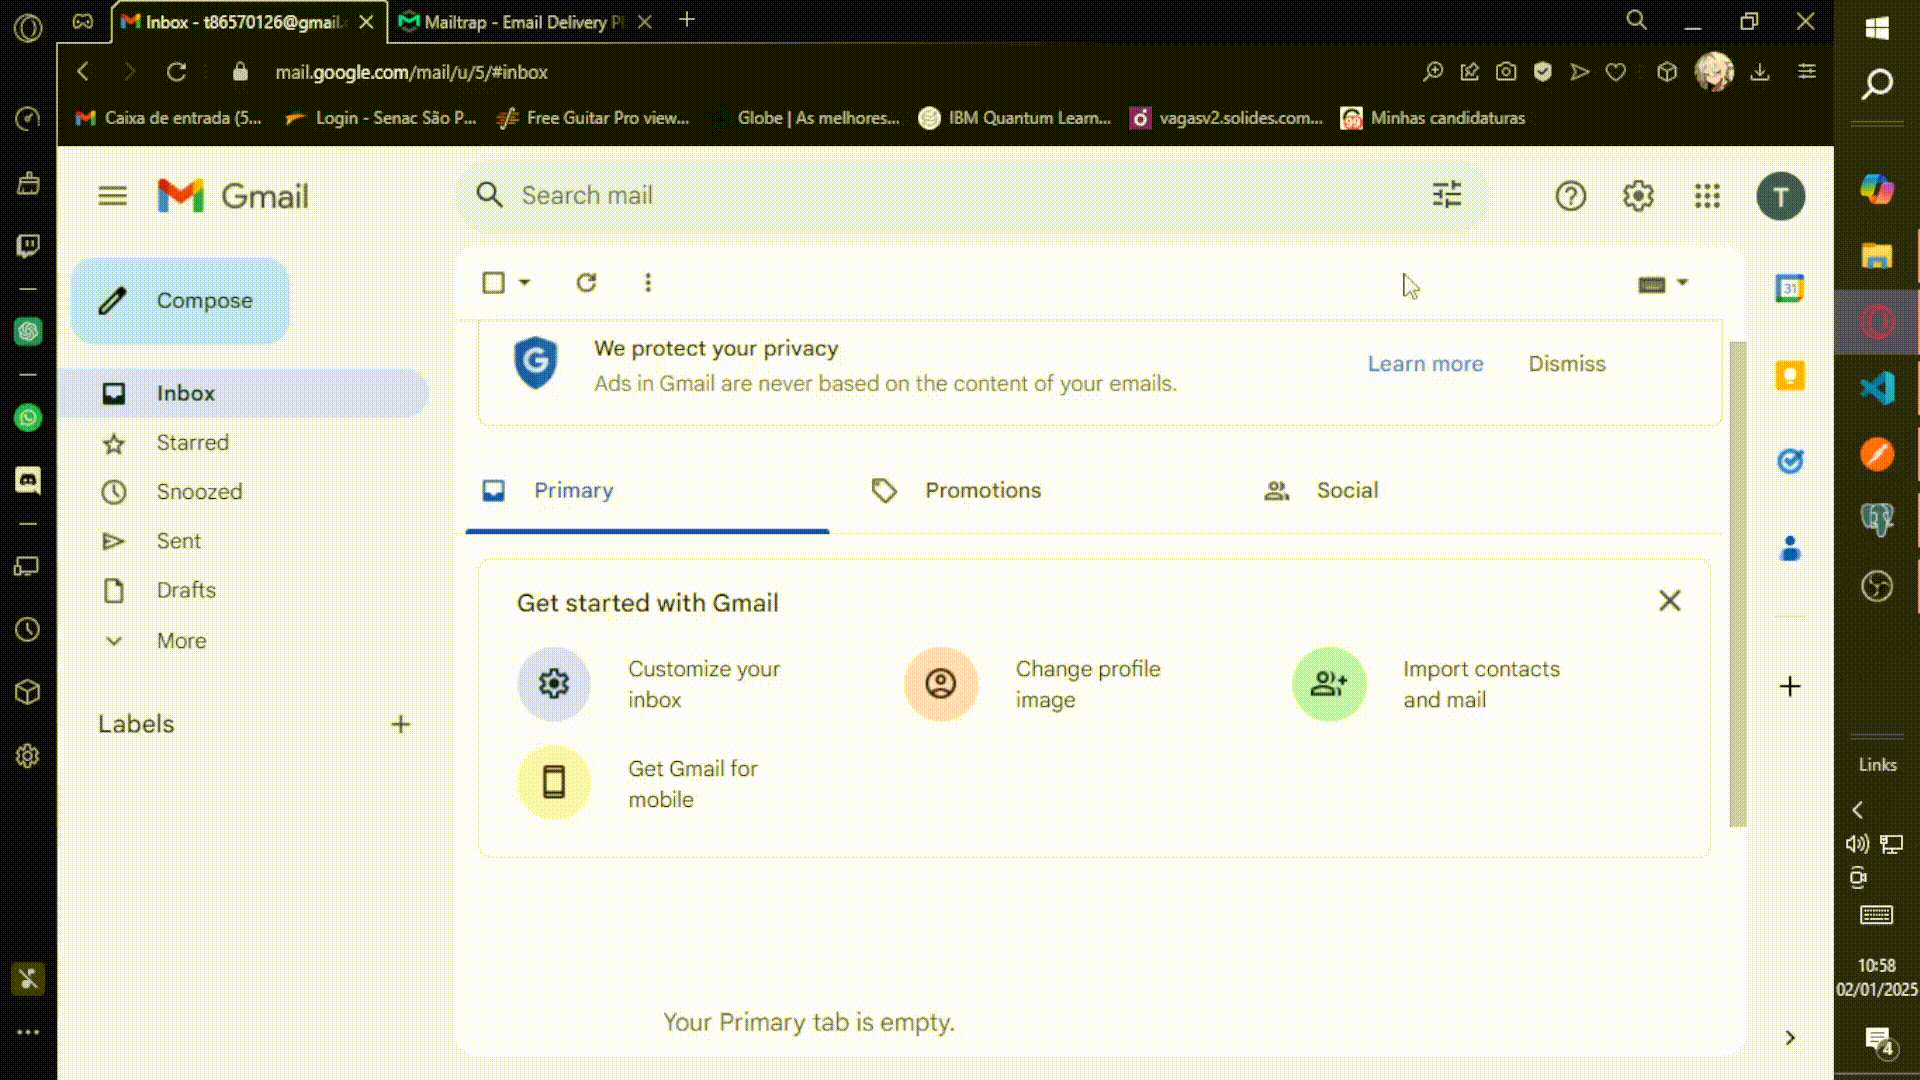 Inbox - t86570126@gmail.
Mailtrap - Email Delivery Pl
mail.google.com/mail/u/5/#inbox
Caixa de entrada (5...
Login - Senac São P...
Free Guitar Pro view...
Globe | As melhores...
IBM Quantum Learn...
vagasv2.solides.com...
Minhas candidaturas
Gmail
Search mail
T
Compose
Inbox
Starred
Snoozed
Sent
Drafts
More
Labels
We protect your privacy
Ads in Gmail are never based on the content of your emails.
Learn more
Dismiss
Primary
Promotions
Social
Get started with Gmail
Customize your
inbox
Change profile
image
Import contacts
and mail
Get Gmail for
mobile
Your Primary tab is empty.
31
Links
10:58
02/01/2025
4